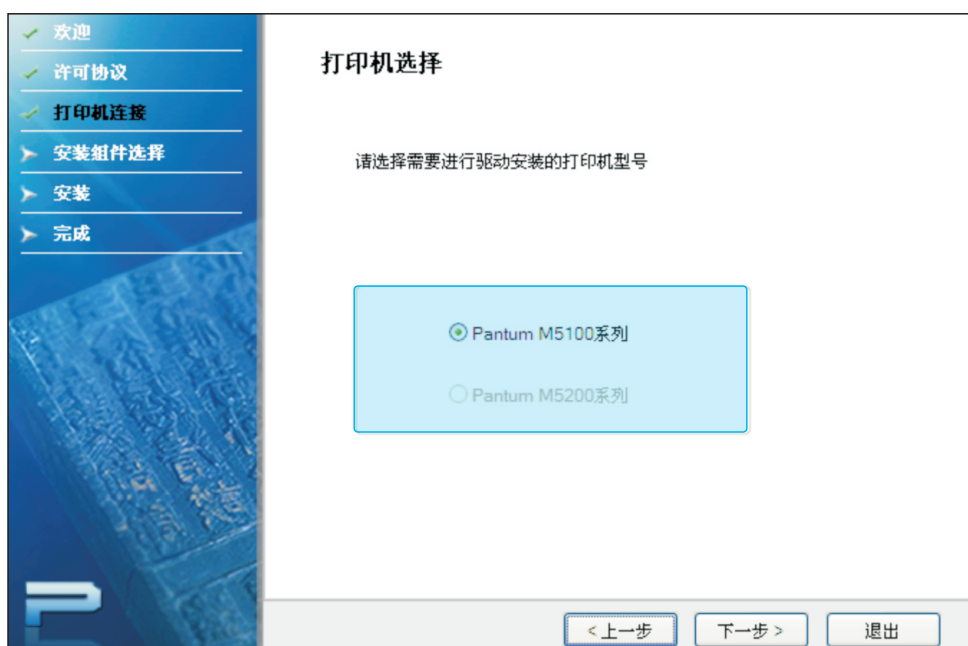 欢迎
许可协议
打印机连接
安装组件选择
安装
完成
打印机选择
请选择需要进行驱动安装的打印机型号
Pantum M5100系列
Pantum M5200系列
<上一步
下一步>
退出